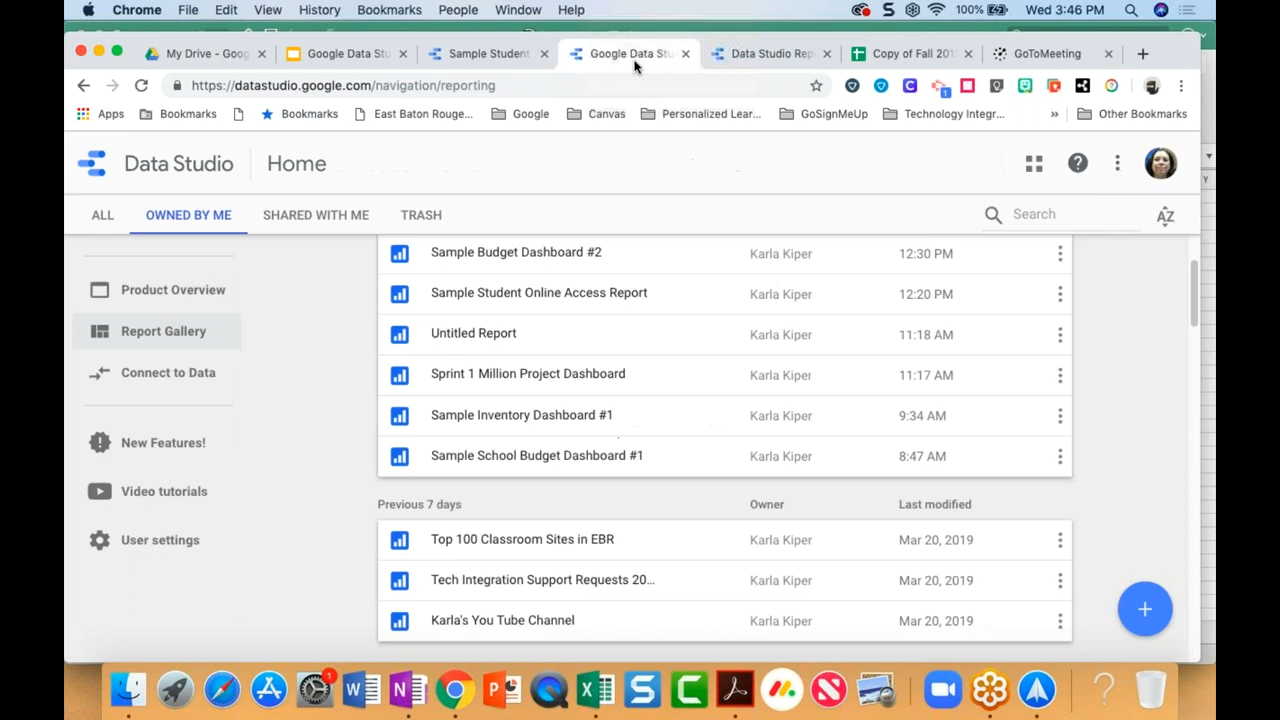 Chrome File Edit View History Bookmarks People Window Help 100% Wed 3:46 PM
My Drive - Goog Google Data Stu Sample Student Google Data Stu Data Studio Rep Copy of Fall 201 GoToMeeting
https://datastudio.google.com/navigation/reporting
Apps Bookmarks Bookmarks East Baton Rouge... Google Canvas Personalized Lear... GoSignMeUp Technology Integr... » Other Bookmarks
Data Studio Home
ALL OWNED BY ME SHARED WITH ME TRASH Search AZ
Sample Budget Dashboard #2 Karla Kiper 12:30 PM
Product Overview
Sample Student Online Access Report Karla Kiper 12:20 PM
Report Gallery
Untitled Report Karla Kiper 11:18 AM
Connect to Data
Sprint 1 Million Project Dashboard Karla Kiper 11:17 AM
Sample Inventory Dashboard #1 Karla Kiper 9:34 AM
New Features!
Sample School Budget Dashboard #1 Karla Kiper 8:47 AM
Video tutorials
Previous 7 days Owner Last modified
User settings
Top 100 Classroom Sites in EBR Karla Kiper Mar 20, 2019
Tech Integration Support Requests 20... Karla Kiper Mar 20, 2019
Karla's You Tube Channel Karla Kiper Mar 20, 2019